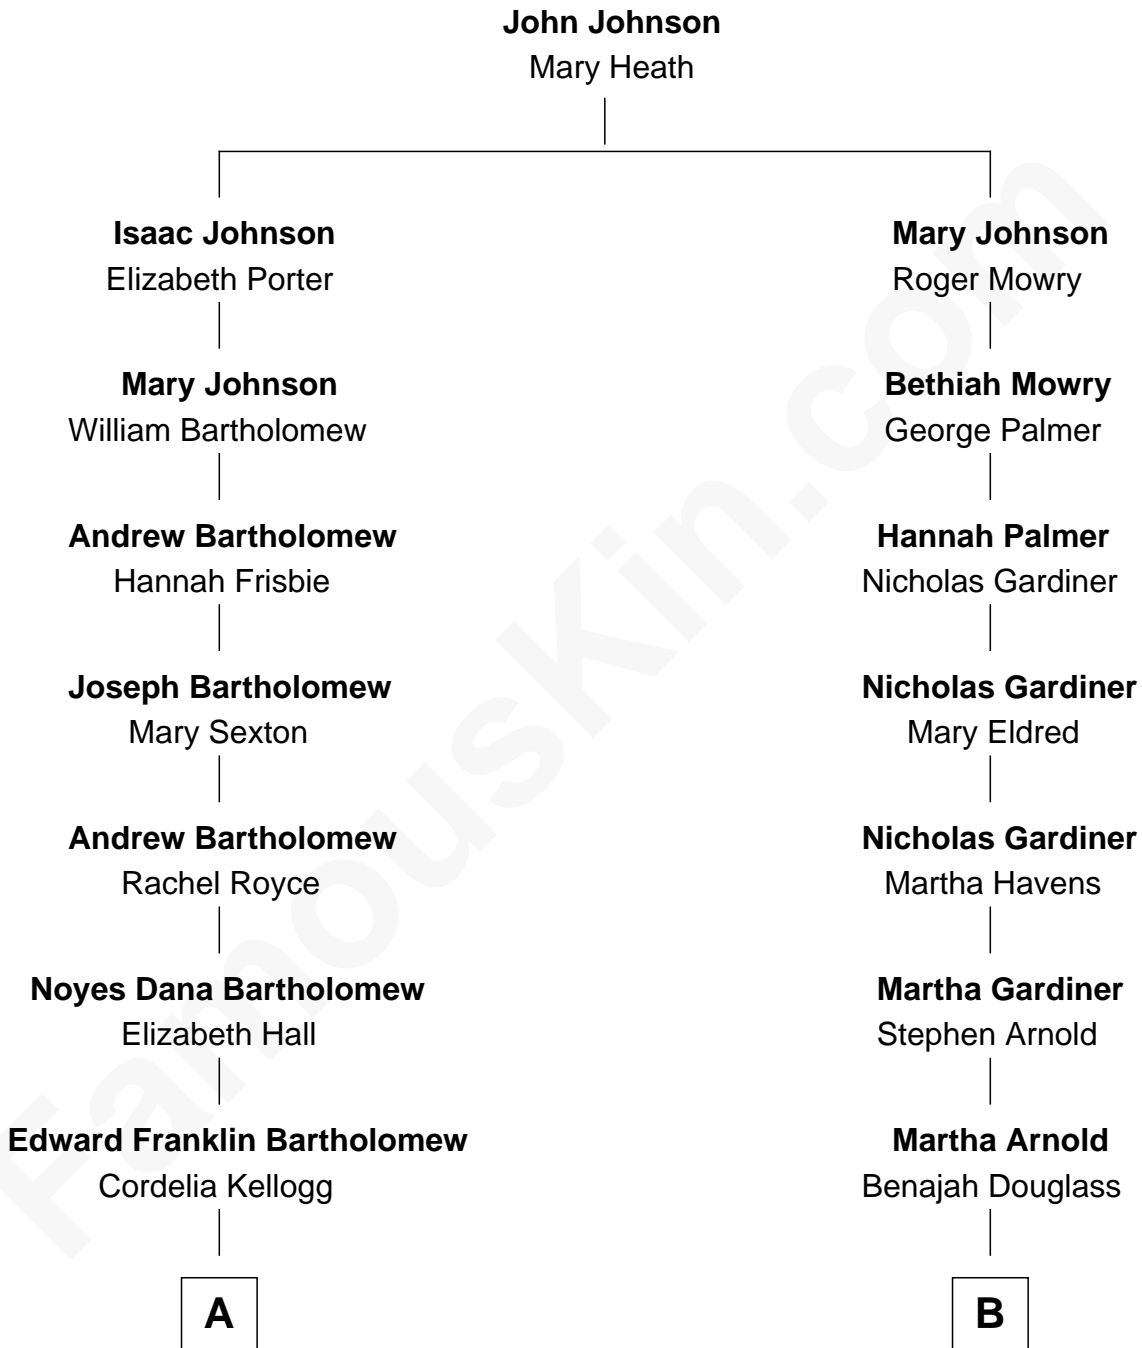 John Johnson
Mary Heath
Isaac Johnson
Elizabeth Porter
Mary Johnson
Roger Mowry
Mary Johnson
William Bartholomew
Bethiah Mowry
George Palmer
Andrew Bartholomew
Hannah Frisbie
Hannah Palmer
Nicholas Gardiner
Joseph Bartholomew
Mary Sexton
Nicholas Gardiner
Mary Eldred
Andrew Bartholomew
Rachel Royce
Nicholas Gardiner
Martha Havens
Noyes Dana Bartholomew
Elizabeth Hall
Martha Gardiner
Stephen Arnold
Edward Franklin Bartholomew
Cordelia Kellogg
Martha Arnold
Benajah Douglass
A
B
FamousKin.com